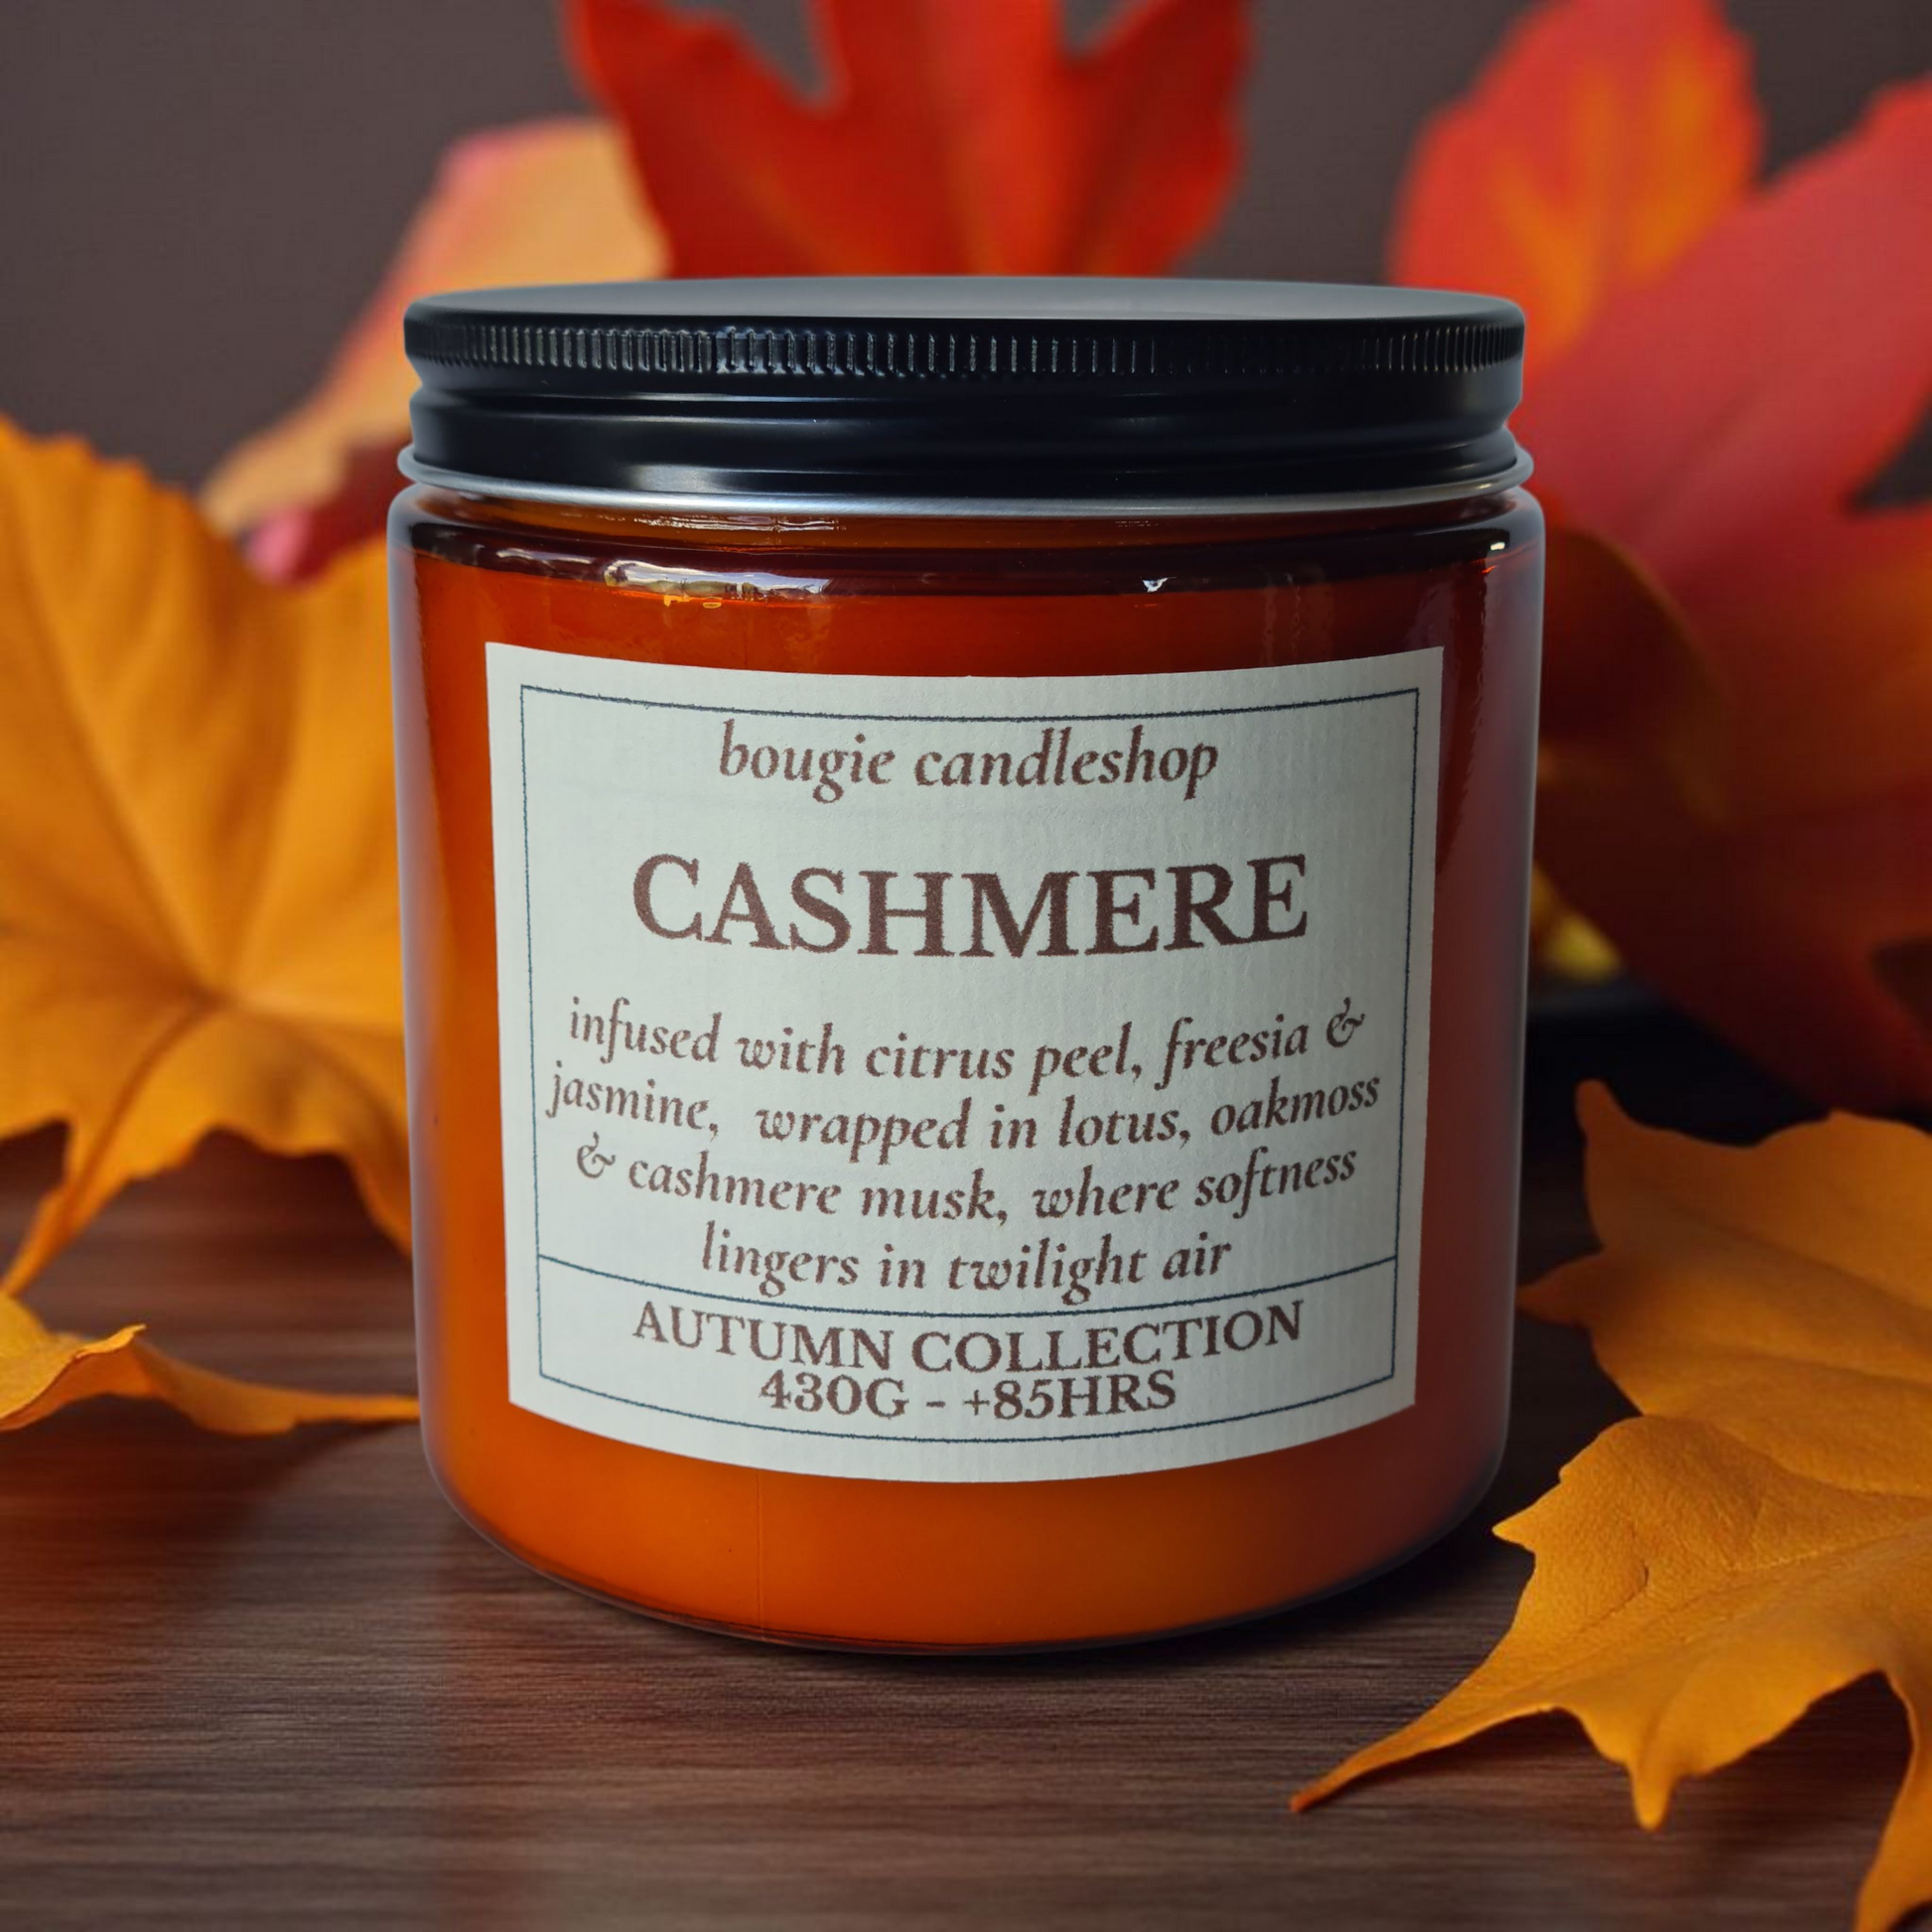 bougie candleshop
CASHMERE
infused with citrus peel, freesia &
jasmine, wrapped in lotus, oakmoss
& cashmere musk, where softness
lingers in twilight air
AUTUMN COLLECTION
430G - +85HRS